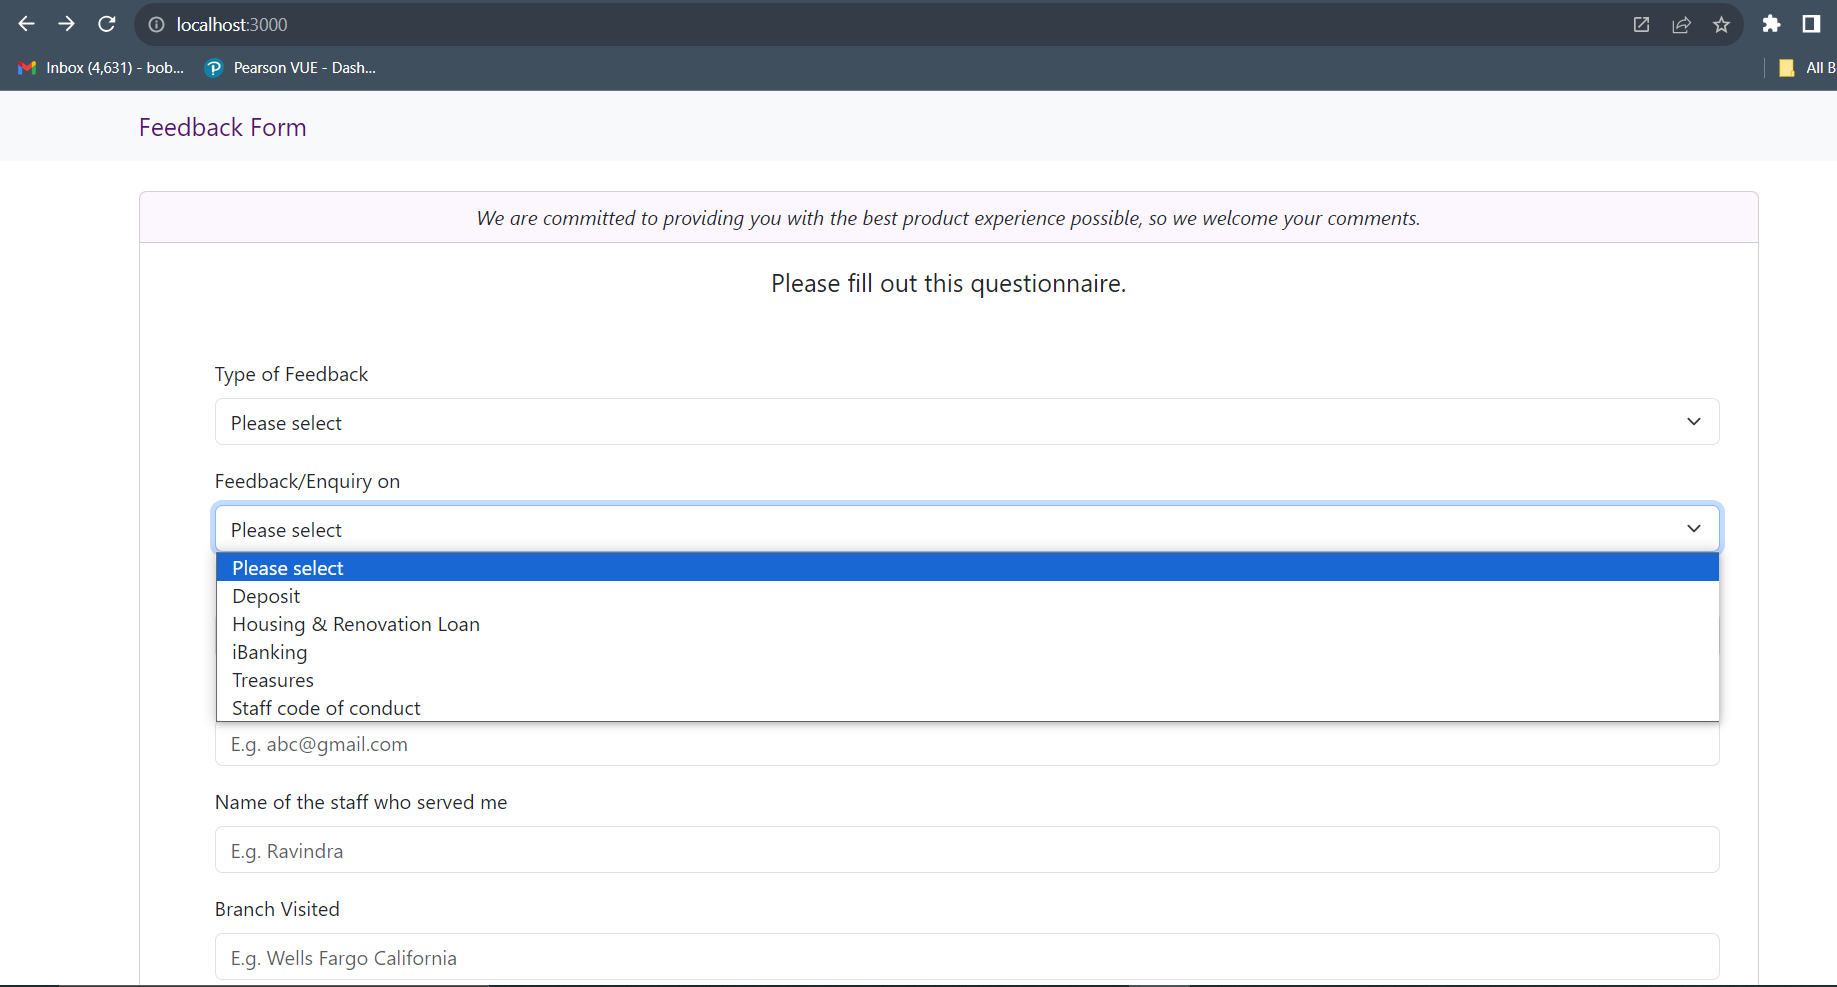 localhost:3000
Inbox (4,631) - bob...
Pearson VUE - Dash...
All B
Feedback Form
We are committed to providing you with the best product experience possible, so we welcome your comments.
Please fill out this questionnaire.
Type of Feedback
Please select
Feedback/Enquiry on
Please select
Please select
Deposit
Housing & Renovation Loan
iBanking
Treasures
Staff code of conduct
E.g. abc@gmail.com
Name of the staff who served me
E.g. Ravindra
Branch Visited
E.g. Wells Fargo California